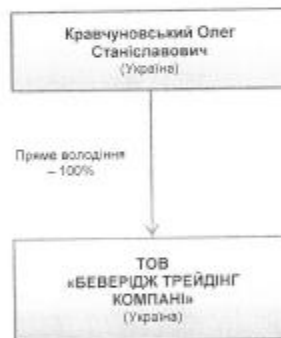 Кравчуновський Олег
Станіславович
(Україна)
Пряме володіння
– 100%
ТОВ
«БЕВЕРІДЖ ТРЕЙДІНГ
КОМПАНІ»
(Україна)